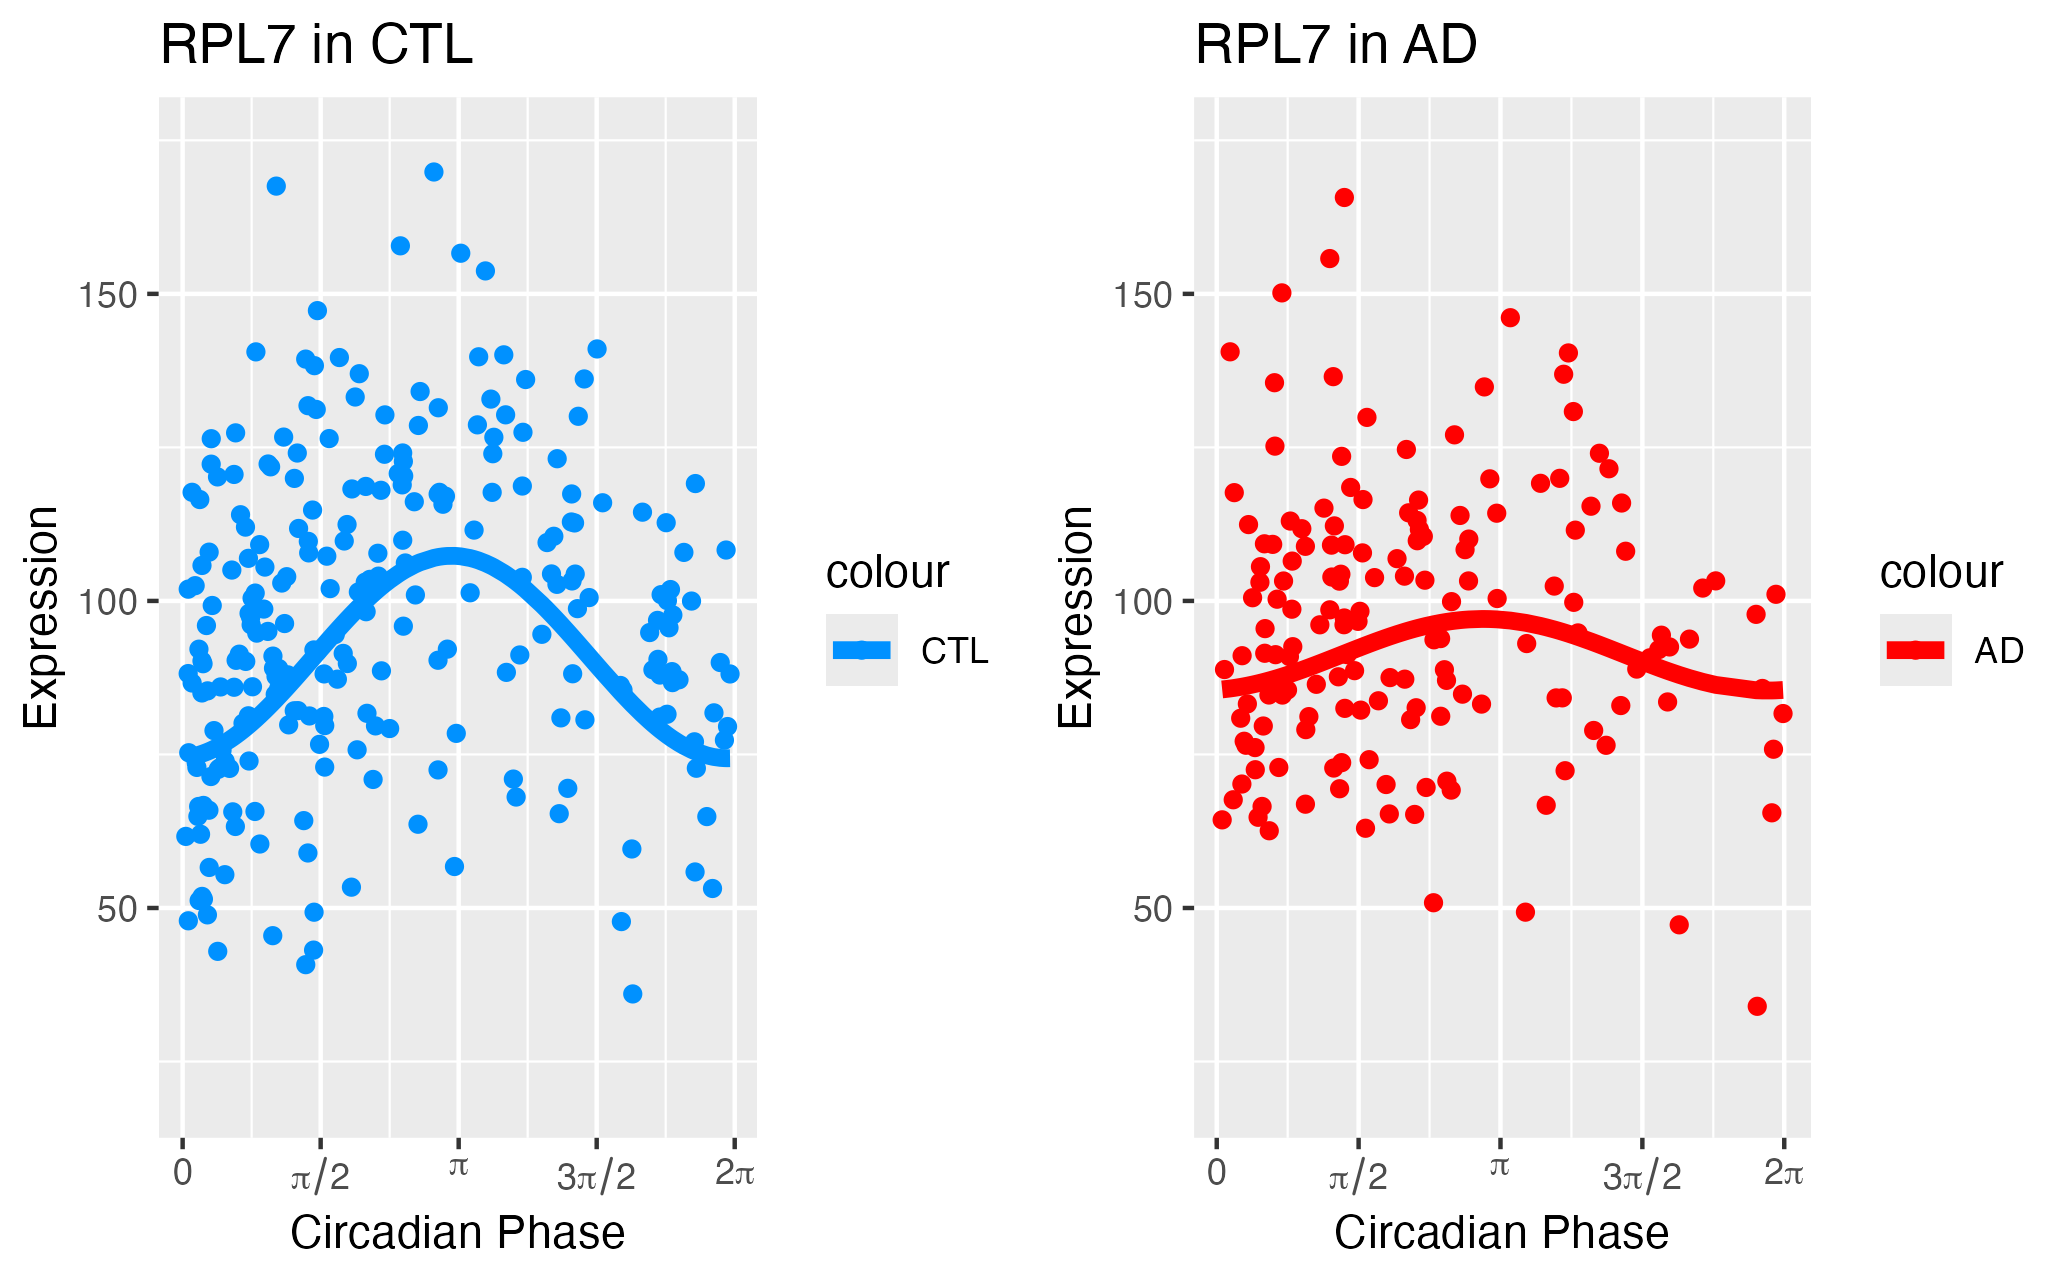 RPL7 in CTL
Expression
150
100
50
0 π/2 π 3π/2 2π
Circadian Phase
colour
CTL
RPL7 in AD
Expression
150
100
50
0 π/2 π 3π/2 2π
Circadian Phase
colour
AD